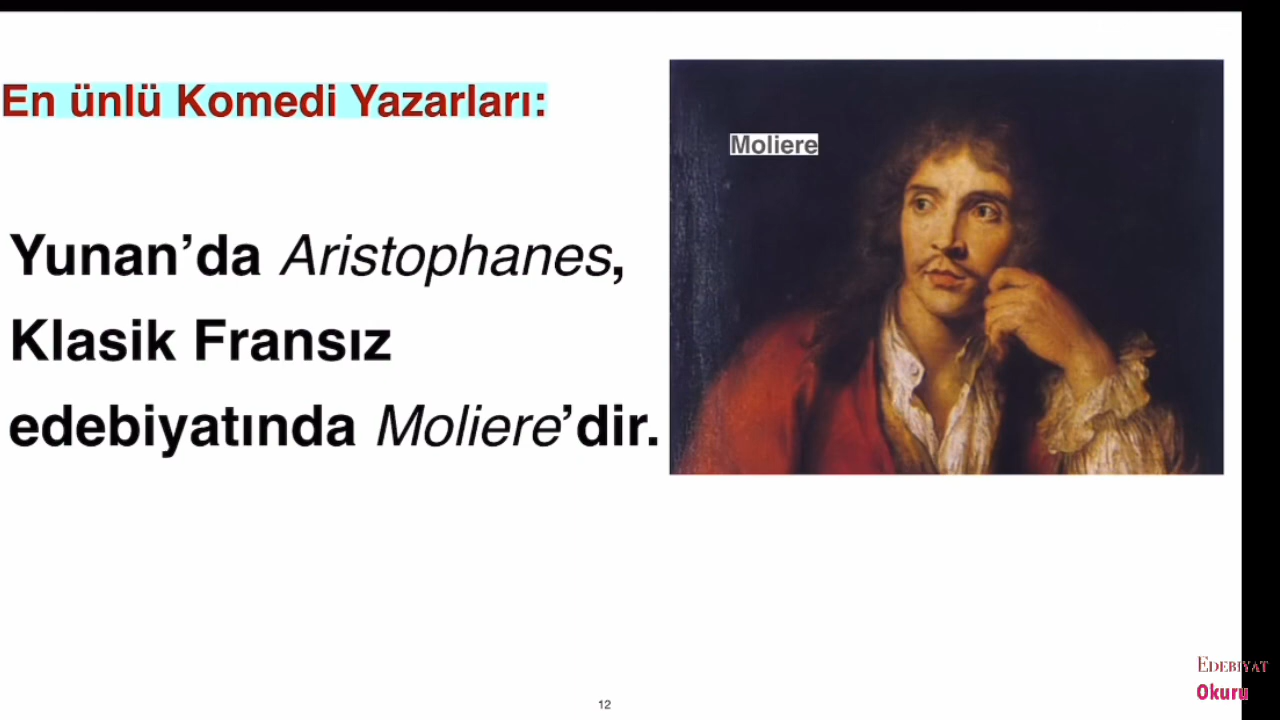 En ünlü Komedi Yazarları:
Moliere
Yunan’da Aristophanes,
Klasik Fransız
edebiyatında Moliere’dir.
12
EDEBİYAT
Okuru